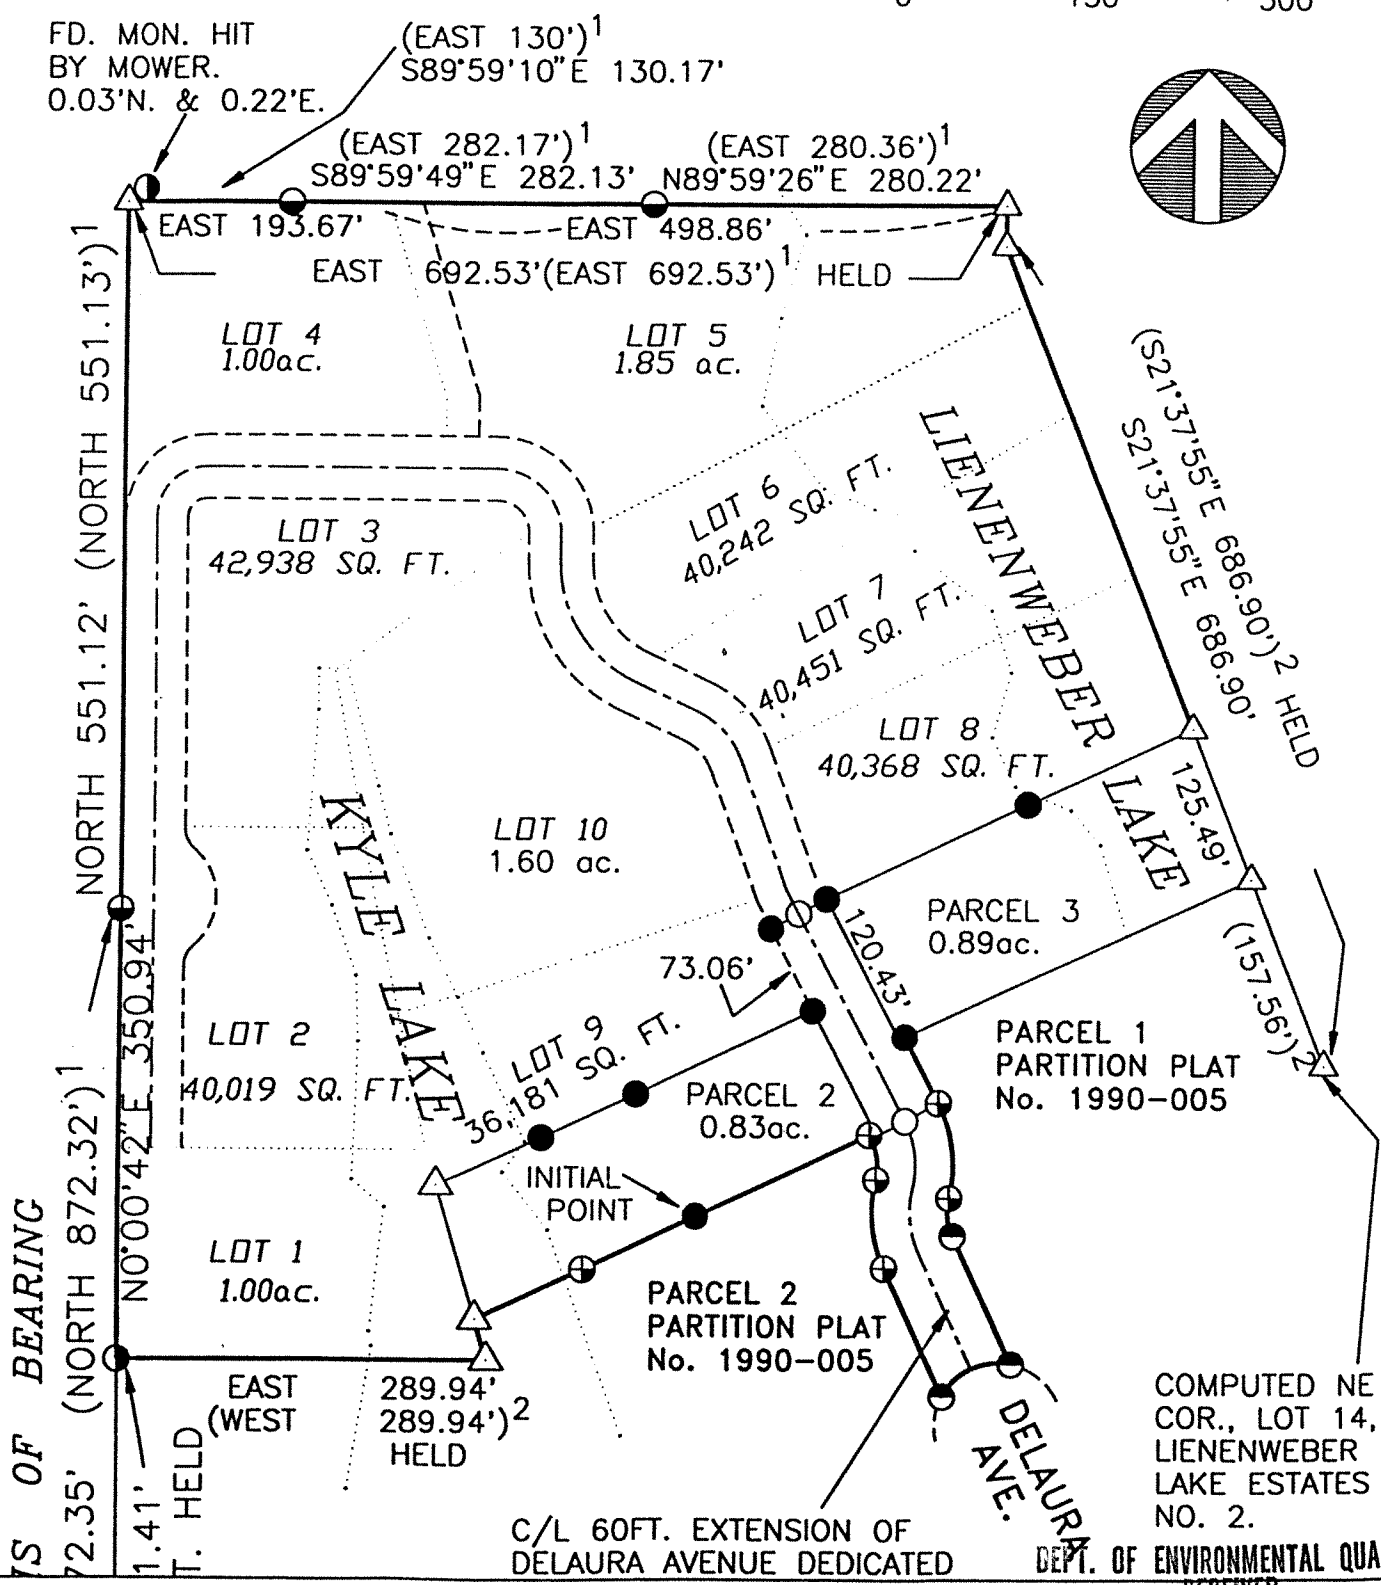 0 150 300
FD. MON. HIT
BY MOWER.
0.03'N. & 0.22'E.
(EAST 130')1
S89°59'10"E 130.17'
(EAST 282.17')1
S89°59'49"E 282.13'
(EAST 280.36')1
N89°59'26"E 280.22'
EAST 193.67'
EAST 498.86'
EAST 692.53'(EAST 692.53')1
HELD
NORTH 551.12' (NORTH 551.13')1
LOT 4
1.00ac.
LOT 5
1.85 ac.
(S21°37'55"E 686.90')2 HELD
S21°37'55"E 686.90'
LOT 3
42,938 SQ. FT.
LOT 6
40,242 SQ. FT.
LOT 7
40,451 SQ. FT.
LIENENWEBER
LAKE
LOT 8
40,368 SQ. FT.
125.49'
KYLE LAKE
LOT 10
1.60 ac.
PARCEL 3
0.89ac.
120.43'
73.06'
(157.56')2
N0°00'42"E 350.94'
LOT 2
40,019 SQ. FT.
LOT 9
36,181 SQ. FT.
PARCEL 2
0.83ac.
PARCEL 1
PARTITION PLAT
No. 1990-005
INITIAL
POINT
LOT 1
1.00ac.
PARCEL 2
PARTITION PLAT
No. 1990-005
IS OF BEARING
72.35' (NORTH 872.32')1
1.41'
T. HELD
EAST 289.94'
(WEST 289.94')2
HELD
DELAURA
AVE.
COMPUTED NE
COR., LOT 14,
LIENENWEBER
LAKE ESTATES
NO. 2.
C/L 60FT. EXTENSION OF
DELAURA AVENUE DEDICATED
DEPT. OF ENVIRONMENTAL QUA